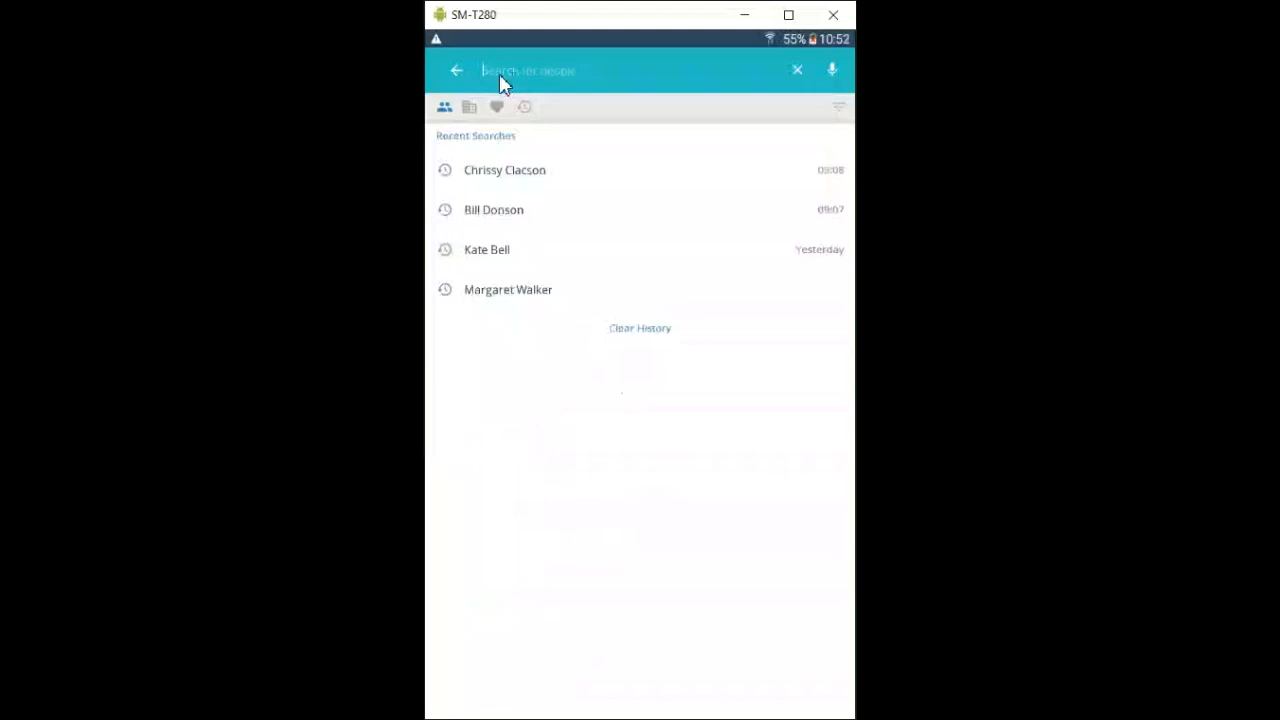 SM-T280
55% 10:52
Search for people
Recent Searches
Chrissy Clacson 09:08
Bill Donson 09:07
Kate Bell Yesterday
Margaret Walker
Clear History